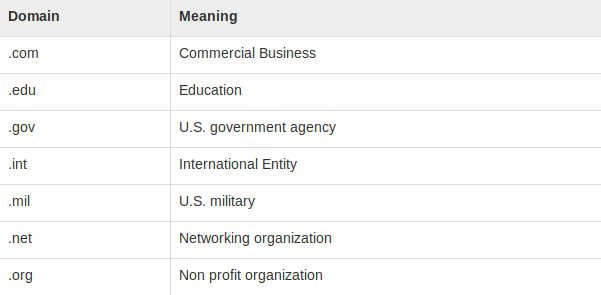 Domain Meaning
.com Commercial Business
.edu Education
.gov U.S. government agency
.int International Entity
.mil U.S. military
.net Networking organization
.org Non profit organization